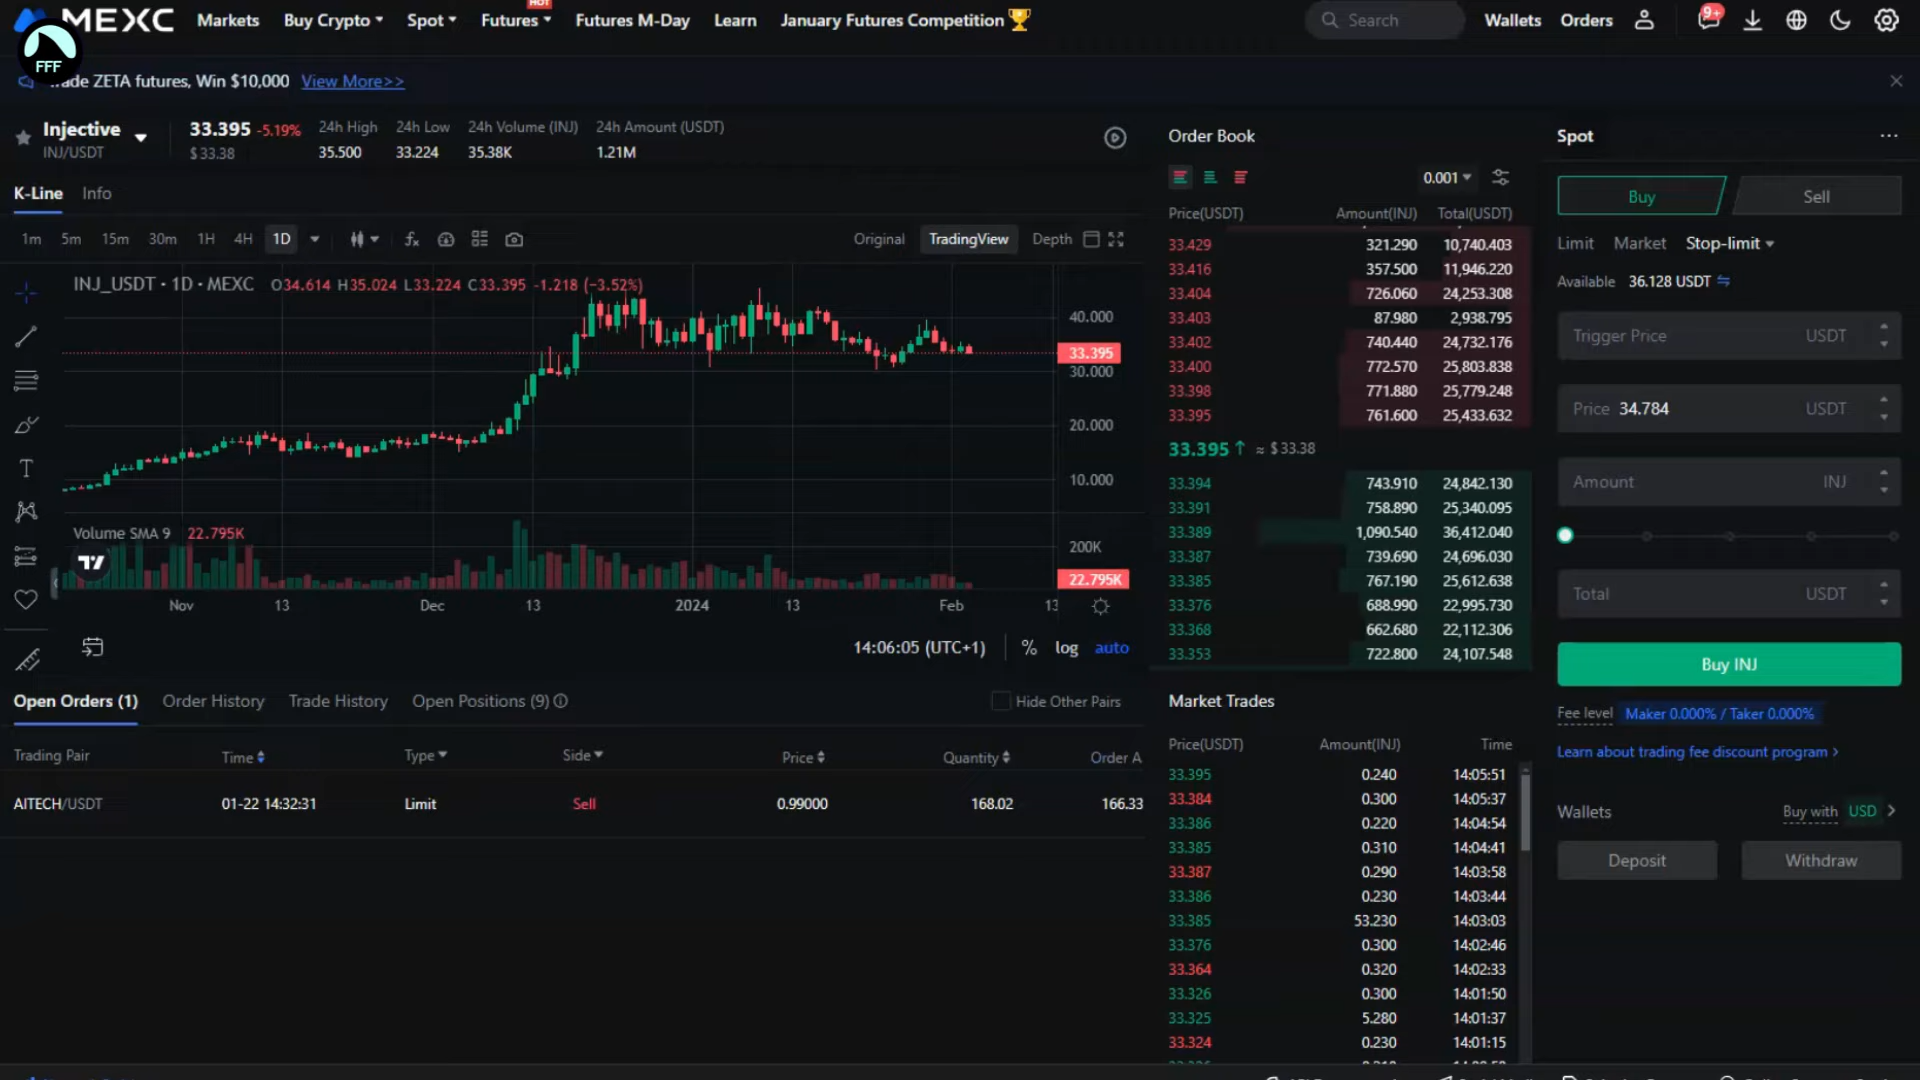 MEXC
Markets Buy Crypto Spot Futures HOT Futures M-Day Learn January Futures Competition
Search
Wallets Orders 9+
FFF
Trade ZETA futures, Win $10,000 View More>>
Injective
INJ/USDT
33.395 -5.19%
$ 33.38
24h High
35.500
24h Low
33.224
24h Volume (INJ)
35.38K
24h Amount (USDT)
1.21M
K-Line Info
1m 5m 15m 30m 1H 4H 1D
Original TradingView Depth
INJ_USDT · 1D · MEXC O34.614 H35.024 L33.224 C33.395 -1.218 (−3.52%)
40.000
33.395
30.000
20.000
10.000
Volume SMA 9 22.795K
200K
22.795K
Nov 13 Dec 13 2024 13 Feb 13
14:06:05 (UTC+1) % log auto
Open Orders (1) Order History Trade History Open Positions (9)
Hide Other Pairs
Trading Pair Time Type Side Price Quantity Order A
AITECH/USDT 01-22 14:32:31 Limit Sell 0.99000 168.02 166.33
Order Book
0.001
Price(USDT) Amount(INJ) Total(USDT)
33.429 321.290 10,740.403
33.416 357.500 11,946.220
33.404 726.060 24,253.308
33.403 87.980 2,938.795
33.402 740.440 24,732.176
33.400 772.570 25,803.838
33.398 771.880 25,779.248
33.395 761.600 25,433.632
33.395 ↑ ≈ $ 33.38
33.394 743.910 24,842.130
33.391 758.890 25,340.095
33.389 1,090.540 36,412.040
33.387 739.690 24,696.030
33.385 767.190 25,612.638
33.376 688.990 22,995.730
33.368 662.680 22,112.306
33.353 722.800 24,107.548
Market Trades
Price(USDT) Amount(INJ) Time
33.395 0.240 14:05:51
33.384 0.300 14:05:37
33.386 0.220 14:04:54
33.385 0.310 14:04:41
33.387 0.290 14:03:58
33.386 0.230 14:03:44
33.385 53.230 14:03:03
33.376 0.300 14:02:46
33.364 0.320 14:02:33
33.326 0.300 14:01:50
33.325 5.280 14:01:37
33.324 0.230 14:01:15
Spot
Buy Sell
Limit Market Stop-limit
Available 36.128 USDT
Trigger Price USDT
Price 34.784 USDT
Amount INJ
Total USDT
Buy INJ
Fee level Maker 0.000% / Taker 0.000%
Learn about trading fee discount program >
Wallets Buy with USD >
Deposit Withdraw